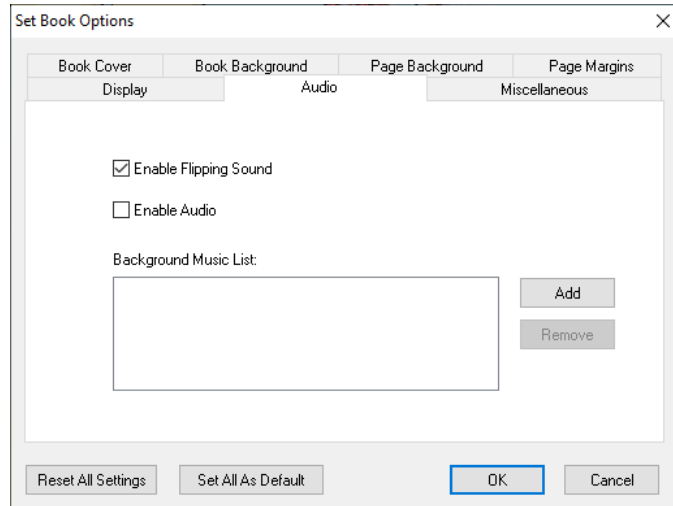 Set Book Options
Book Cover Book Background Page Background Page Margins
Display Audio Miscellaneous
Enable Flipping Sound
Enable Audio
Background Music List:
Add
Remove
Reset All Settings Set All As Default OK Cancel